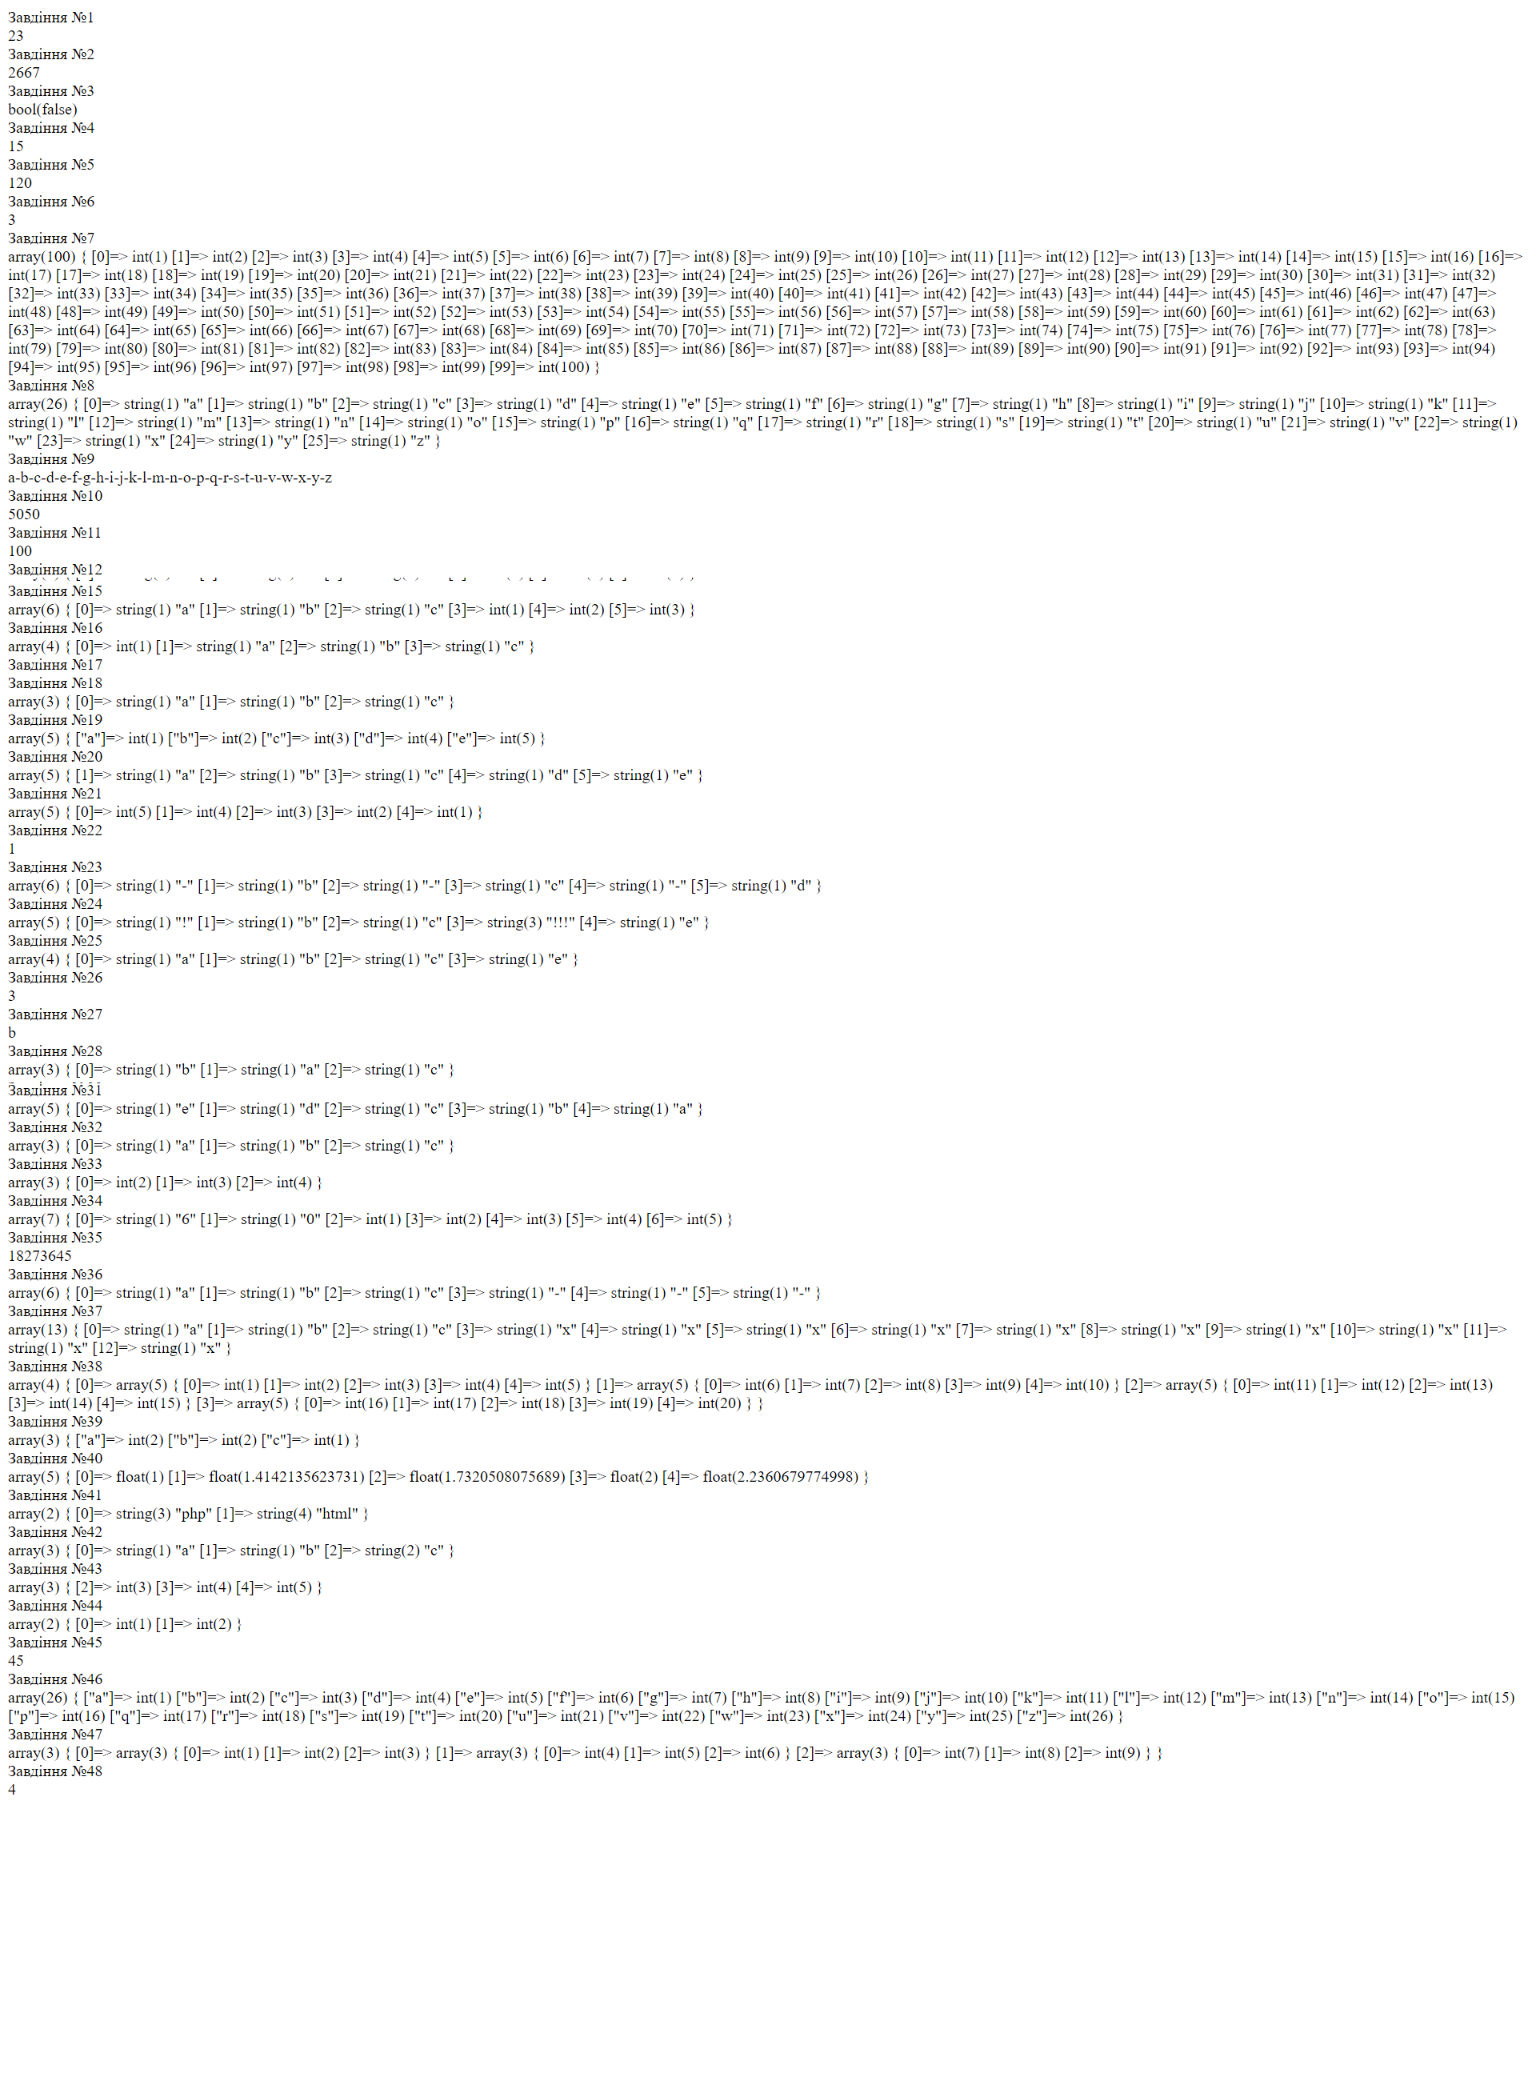 Завдіння №1
23
Завдіння №2
2667
Завдіння №3
bool(false)
Завдіння №4
15
Завдіння №5
120
Завдіння №6
3
Завдіння №7
array(100) { [0]=> int(1) [1]=> int(2) [2]=> int(3) [3]=> int(4) [4]=> int(5) [5]=> int(6) [6]=> int(7) [7]=> int(8) [8]=> int(9) [9]=> int(10) [10]=> int(11) [11]=> int(12) [12]=> int(13) [13]=> int(14) [14]=> int(15) [15]=> int(16) [16]=>
int(17) [17]=> int(18) [18]=> int(19) [19]=> int(20) [20]=> int(21) [21]=> int(22) [22]=> int(23) [23]=> int(24) [24]=> int(25) [25]=> int(26) [26]=> int(27) [27]=> int(28) [28]=> int(29) [29]=> int(30) [30]=> int(31) [31]=> int(32)
[32]=> int(33) [33]=> int(34) [34]=> int(35) [35]=> int(36) [36]=> int(37) [37]=> int(38) [38]=> int(39) [39]=> int(40) [40]=> int(41) [41]=> int(42) [42]=> int(43) [43]=> int(44) [44]=> int(45) [45]=> int(46) [46]=> int(47) [47]=>
int(48) [48]=> int(49) [49]=> int(50) [50]=> int(51) [51]=> int(52) [52]=> int(53) [53]=> int(54) [54]=> int(55) [55]=> int(56) [56]=> int(57) [57]=> int(58) [58]=> int(59) [59]=> int(60) [60]=> int(61) [61]=> int(62) [62]=> int(63)
[63]=> int(64) [64]=> int(65) [65]=> int(66) [66]=> int(67) [67]=> int(68) [68]=> int(69) [69]=> int(70) [70]=> int(71) [71]=> int(72) [72]=> int(73) [73]=> int(74) [74]=> int(75) [75]=> int(76) [76]=> int(77) [77]=> int(78) [78]=>
int(79) [79]=> int(80) [80]=> int(81) [81]=> int(82) [82]=> int(83) [83]=> int(84) [84]=> int(85) [85]=> int(86) [86]=> int(87) [87]=> int(88) [88]=> int(89) [89]=> int(90) [90]=> int(91) [91]=> int(92) [92]=> int(93) [93]=> int(94)
[94]=> int(95) [95]=> int(96) [96]=> int(97) [97]=> int(98) [98]=> int(99) [99]=> int(100) }
Завдіння №8
array(26) { [0]=> string(1) "a" [1]=> string(1) "b" [2]=> string(1) "c" [3]=> string(1) "d" [4]=> string(1) "e" [5]=> string(1) "f" [6]=> string(1) "g" [7]=> string(1) "h" [8]=> string(1) "i" [9]=> string(1) "j" [10]=> string(1) "k" [11]=>
string(1) "l" [12]=> string(1) "m" [13]=> string(1) "n" [14]=> string(1) "o" [15]=> string(1) "p" [16]=> string(1) "q" [17]=> string(1) "r" [18]=> string(1) "s" [19]=> string(1) "t" [20]=> string(1) "u" [21]=> string(1) "v" [22]=> string(1)
"w" [23]=> string(1) "x" [24]=> string(1) "y" [25]=> string(1) "z" }
Завдіння №9
a-b-c-d-e-f-g-h-i-j-k-l-m-n-o-p-q-r-s-t-u-v-w-x-y-z
Завдіння №10
5050
Завдіння №11
100
Завдіння №12
Завдіння №15
array(6) { [0]=> string(1) "a" [1]=> string(1) "b" [2]=> string(1) "c" [3]=> int(1) [4]=> int(2) [5]=> int(3) }
Завдіння №16
array(4) { [0]=> int(1) [1]=> string(1) "a" [2]=> string(1) "b" [3]=> string(1) "c" }
Завдіння №17
Завдіння №18
array(3) { [0]=> string(1) "a" [1]=> string(1) "b" [2]=> string(1) "c" }
Завдіння №19
array(5) { ["a"]=> int(1) ["b"]=> int(2) ["c"]=> int(3) ["d"]=> int(4) ["e"]=> int(5) }
Завдіння №20
array(5) { [1]=> string(1) "a" [2]=> string(1) "b" [3]=> string(1) "c" [4]=> string(1) "d" [5]=> string(1) "e" }
Завдіння №21
array(5) { [0]=> int(5) [1]=> int(4) [2]=> int(3) [3]=> int(2) [4]=> int(1) }
Завдіння №22
1
Завдіння №23
array(6) { [0]=> string(1) "-" [1]=> string(1) "b" [2]=> string(1) "-" [3]=> string(1) "c" [4]=> string(1) "-" [5]=> string(1) "d" }
Завдіння №24
array(5) { [0]=> string(1) "!" [1]=> string(1) "b" [2]=> string(1) "c" [3]=> string(3) "!!!" [4]=> string(1) "e" }
Завдіння №25
array(4) { [0]=> string(1) "a" [1]=> string(1) "b" [2]=> string(1) "c" [3]=> string(1) "e" }
Завдіння №26
3
Завдіння №27
b
Завдіння №28
array(3) { [0]=> string(1) "b" [1]=> string(1) "a" [2]=> string(1) "c" }
Завдіння №31
array(5) { [0]=> string(1) "e" [1]=> string(1) "d" [2]=> string(1) "c" [3]=> string(1) "b" [4]=> string(1) "a" }
Завдіння №32
array(3) { [0]=> string(1) "a" [1]=> string(1) "b" [2]=> string(1) "c" }
Завдіння №33
array(3) { [0]=> int(2) [1]=> int(3) [2]=> int(4) }
Завдіння №34
array(7) { [0]=> string(1) "6" [1]=> string(1) "0" [2]=> int(1) [3]=> int(2) [4]=> int(3) [5]=> int(4) [6]=> int(5) }
Завдіння №35
18273645
Завдіння №36
array(6) { [0]=> string(1) "a" [1]=> string(1) "b" [2]=> string(1) "c" [3]=> string(1) "-" [4]=> string(1) "-" [5]=> string(1) "-" }
Завдіння №37
array(13) { [0]=> string(1) "a" [1]=> string(1) "b" [2]=> string(1) "c" [3]=> string(1) "x" [4]=> string(1) "x" [5]=> string(1) "x" [6]=> string(1) "x" [7]=> string(1) "x" [8]=> string(1) "x" [9]=> string(1) "x" [10]=> string(1) "x" [11]=>
string(1) "x" [12]=> string(1) "x" }
Завдіння №38
array(4) { [0]=> array(5) { [0]=> int(1) [1]=> int(2) [2]=> int(3) [3]=> int(4) [4]=> int(5) } [1]=> array(5) { [0]=> int(6) [1]=> int(7) [2]=> int(8) [3]=> int(9) [4]=> int(10) } [2]=> array(5) { [0]=> int(11) [1]=> int(12) [2]=> int(13)
[3]=> int(14) [4]=> int(15) } [3]=> array(5) { [0]=> int(16) [1]=> int(17) [2]=> int(18) [3]=> int(19) [4]=> int(20) } }
Завдіння №39
array(3) { ["a"]=> int(2) ["b"]=> int(2) ["c"]=> int(1) }
Завдіння №40
array(5) { [0]=> float(1) [1]=> float(1.4142135623731) [2]=> float(1.7320508075689) [3]=> float(2) [4]=> float(2.2360679774998) }
Завдіння №41
array(2) { [0]=> string(3) "php" [1]=> string(4) "html" }
Завдіння №42
array(3) { [0]=> string(1) "a" [1]=> string(1) "b" [2]=> string(2) "c" }
Завдіння №43
array(3) { [2]=> int(3) [3]=> int(4) [4]=> int(5) }
Завдіння №44
array(2) { [0]=> int(1) [1]=> int(2) }
Завдіння №45
45
Завдіння №46
array(26) { ["a"]=> int(1) ["b"]=> int(2) ["c"]=> int(3) ["d"]=> int(4) ["e"]=> int(5) ["f"]=> int(6) ["g"]=> int(7) ["h"]=> int(8) ["i"]=> int(9) ["j"]=> int(10) ["k"]=> int(11) ["l"]=> int(12) ["m"]=> int(13) ["n"]=> int(14) ["o"]=> int(15)
["p"]=> int(16) ["q"]=> int(17) ["r"]=> int(18) ["s"]=> int(19) ["t"]=> int(20) ["u"]=> int(21) ["v"]=> int(22) ["w"]=> int(23) ["x"]=> int(24) ["y"]=> int(25) ["z"]=> int(26) }
Завдіння №47
array(3) { [0]=> array(3) { [0]=> int(1) [1]=> int(2) [2]=> int(3) } [1]=> array(3) { [0]=> int(4) [1]=> int(5) [2]=> int(6) } [2]=> array(3) { [0]=> int(7) [1]=> int(8) [2]=> int(9) } }
Завдіння №48
4